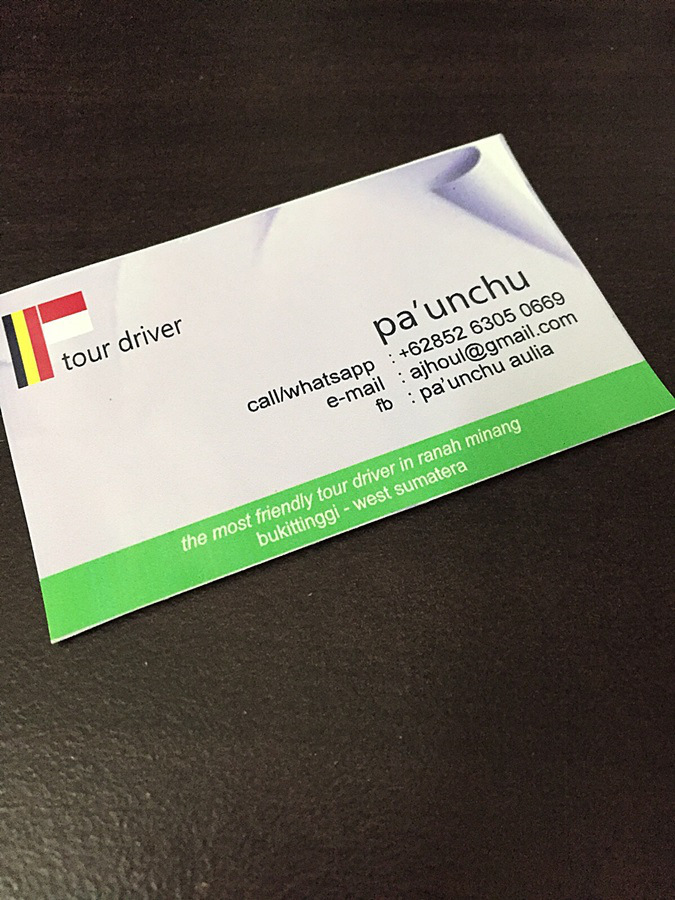 tour driver
pa'unchu
call/whatsapp : +62852 6305 0669
e-mail : ajhoul@gmail.com
fb : pa'unchu aulia
the most friendly tour driver in ranah minang
bukittinggi - west sumatera